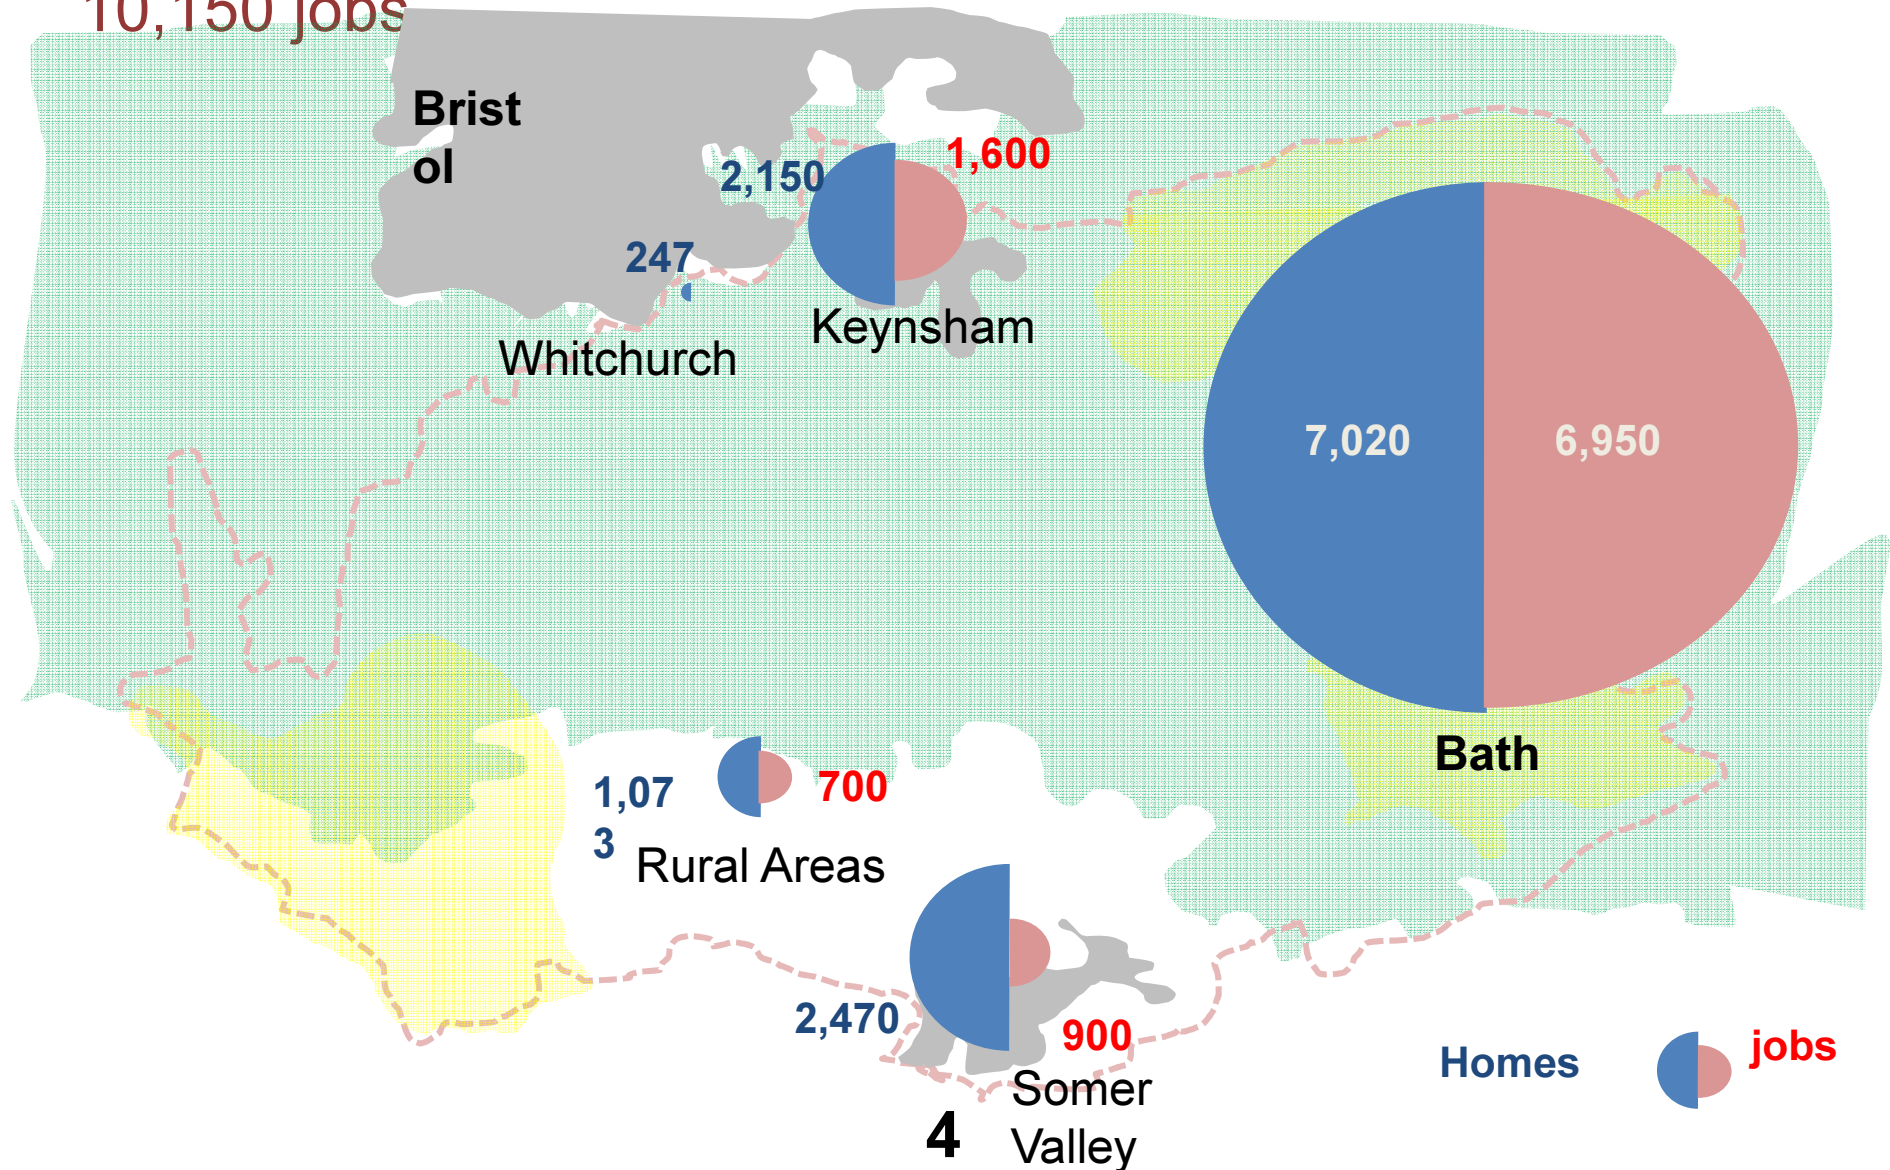 10,150 jobs
Brist
ol
2,150
1,600
247
Keynsham
Whitchurch
7,020
6,950
Bath
1,07
3
700
Rural Areas
2,470
900
Homes
jobs
Somer
Valley
4